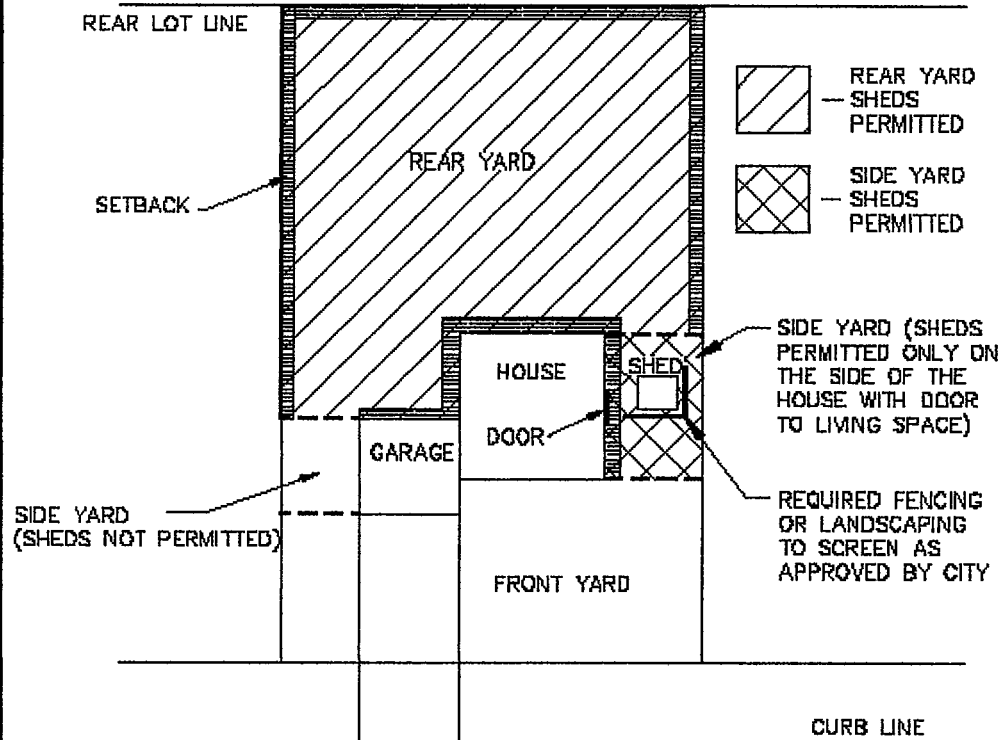 REAR LOT LINE
REAR YARD
SHEDS
PERMITTED
REAR YARD
SETBACK
SIDE YARD
SHEDS
PERMITTED
SIDE YARD (SHEDS
PERMITTED ONLY ON
THE SIDE OF THE
HOUSE WITH DOOR
TO LIVING SPACE)
HOUSE
SHED
DOOR
GARAGE
SIDE YARD
(SHEDS NOT PERMITTED)
REQUIRED FENCING
OR LANDSCAPING
TO SCREEN AS
APPROVED BY CITY
FRONT YARD
CURB LINE